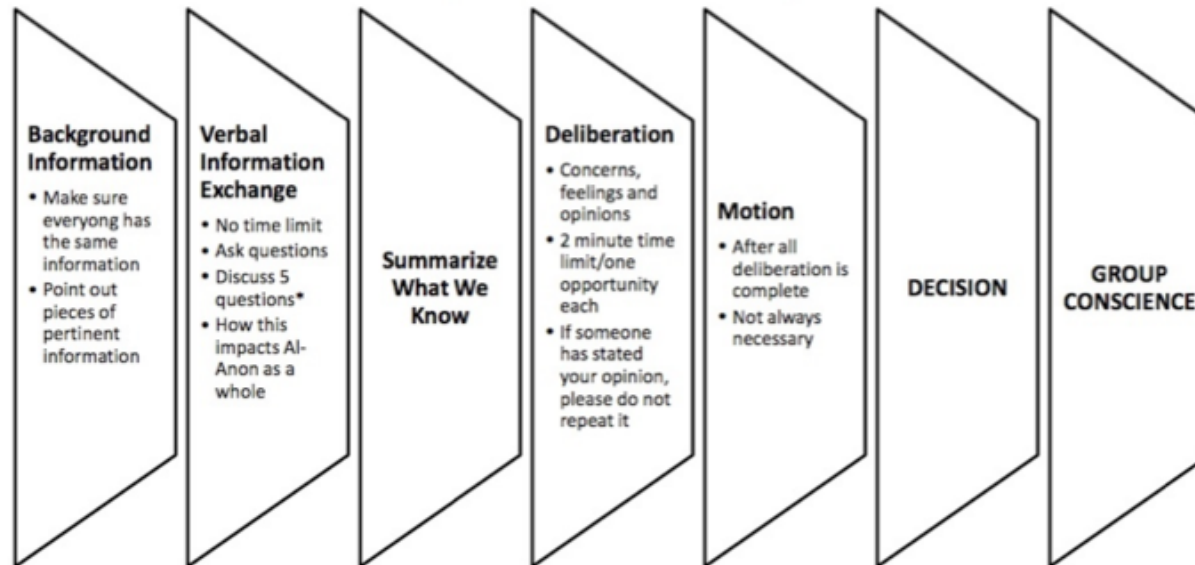 Background
Information
• Make sure
everyong has
the same
information
• Point out
pieces of
pertinent
information
Verbal
Information
Exchange
• No time limit
• Ask questions
• Discuss 5
questions*
• How this
impacts Al-
Anon as a
whole
Summarize
What We
Know
Deliberation
• Concerns,
feelings and
opinions
• 2 minute time
limit/one
opportunity
each
• If someone
has stated
your opinion,
please do not
repeat it
Motion
• After all
deliberation is
complete
• Not always
necessary
DECISION
GROUP
CONSCIENCE